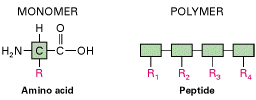 MONOMER POLYMER
H O
H₂N C C OH
R R₁ R₂ R₃ R₄
Amino acid Peptide